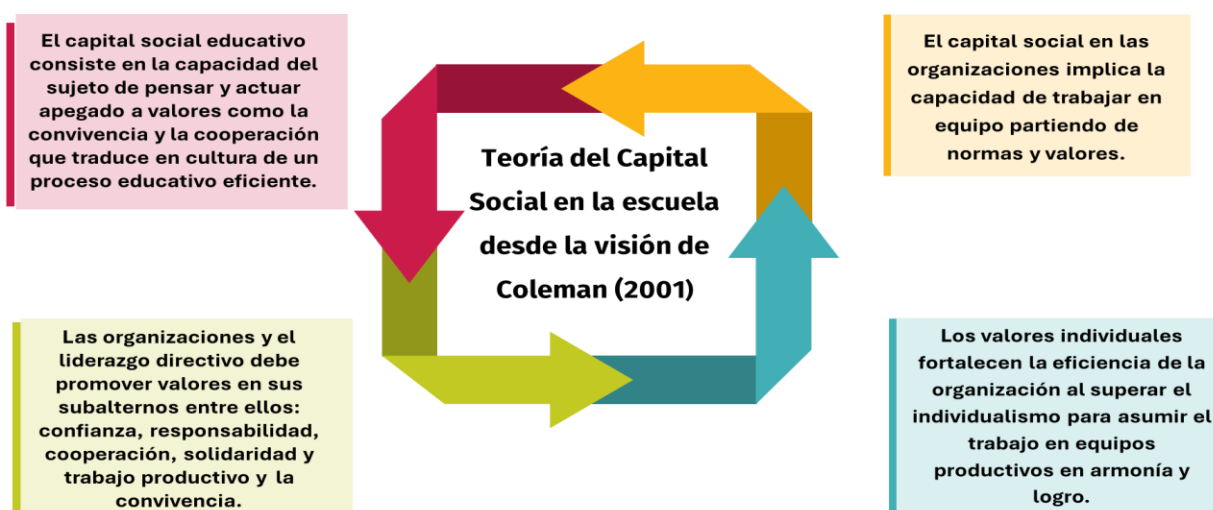 El capital social educativo
consiste en la capacidad del
sujeto de pensar y actuar
apegado a valores como la
convivencia y la cooperación
que traduce en cultura de un
proceso educativo eficiente.
El capital social en las
organizaciones implica la
capacidad de trabajar en
equipo partiendo de
normas y valores.
Teoría del Capital
Social en la escuela
desde la visión de
Coleman (2001)
Las organizaciones y el
liderazgo directivo debe
promover valores en sus
subalternos entre ellos:
confianza, responsabilidad,
cooperación, solidaridad y
trabajo productivo y la
convivencia.
Los valores individuales
fortalecen la eficiencia de la
organización al superar el
individualismo para asumir el
trabajo en equipos
productivos en armonía y
logro.